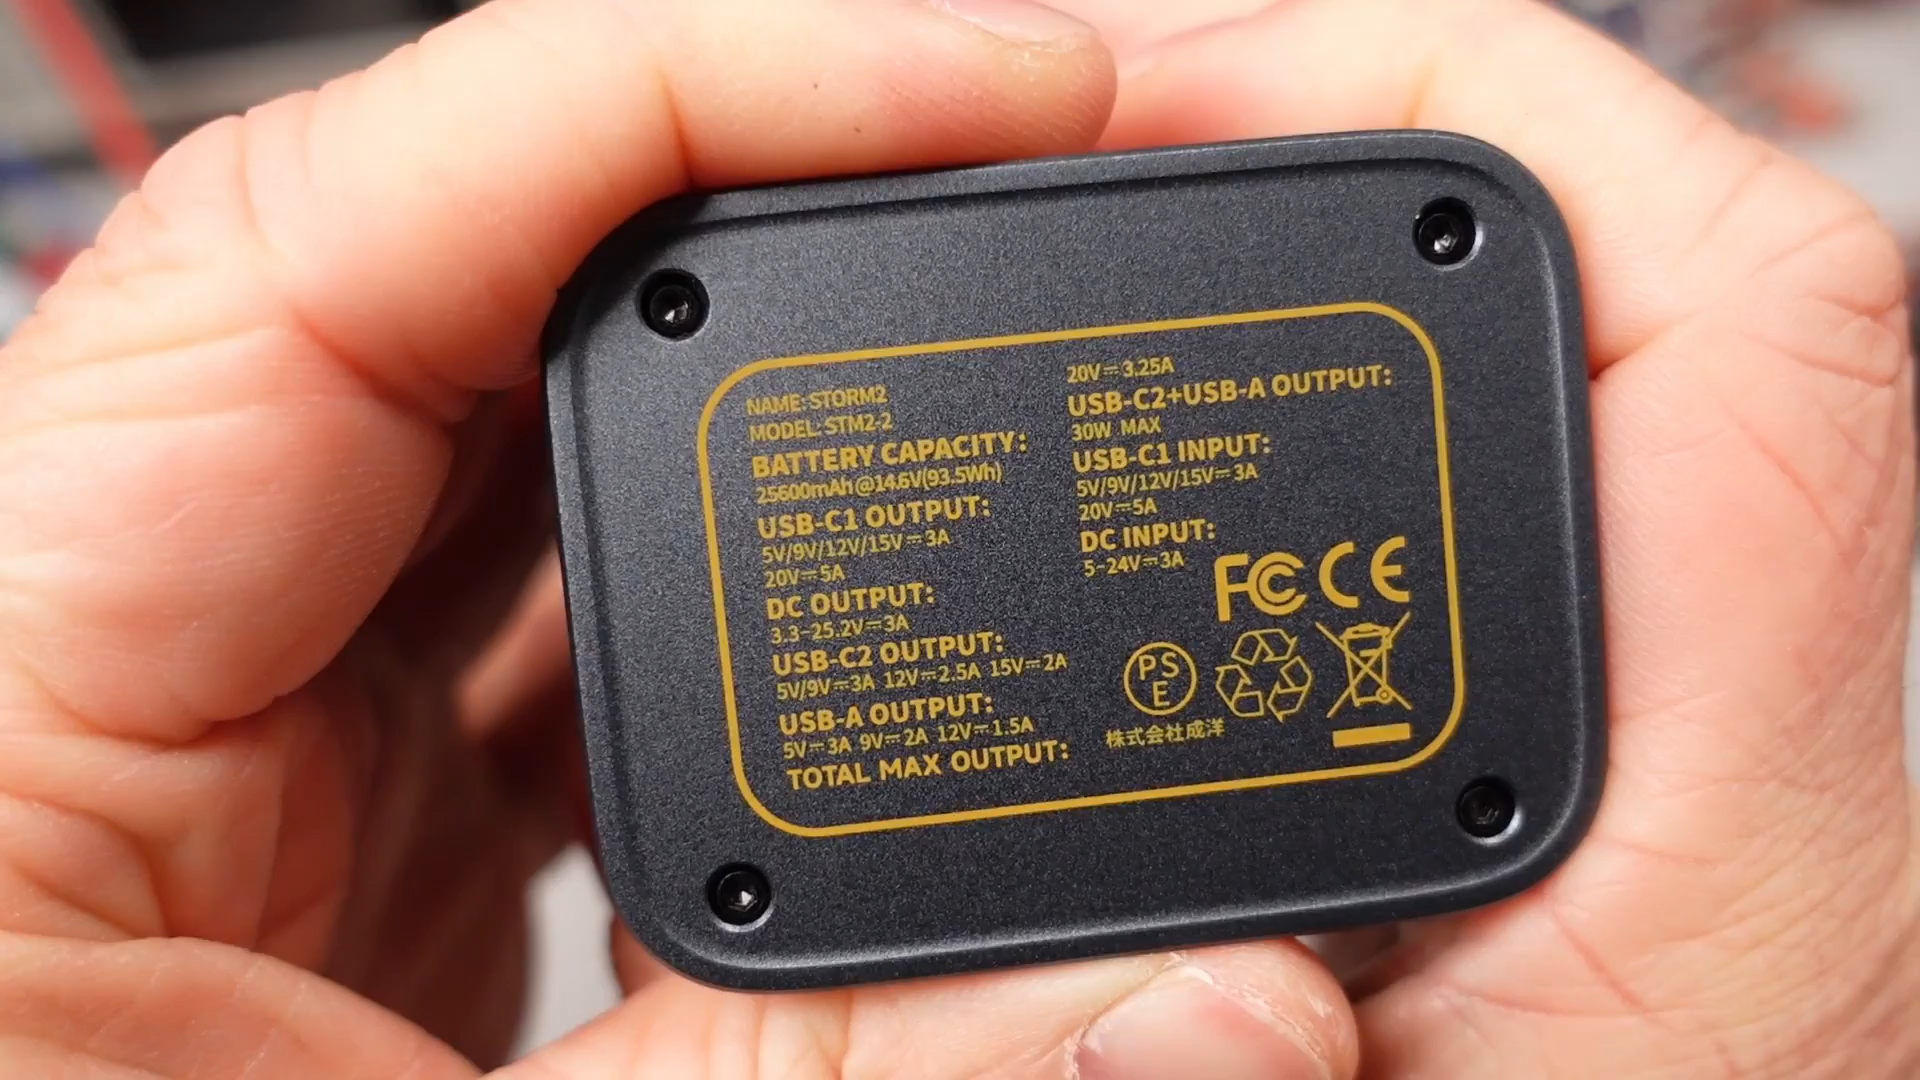 NAME: STORM2
MODEL: STM2-2
BATTERY CAPACITY:
25600mAh@14.6V(93.5Wh)
USB-C1 OUTPUT:
5V/9V/12V/15V⎓3A
20V⎓5A
DC OUTPUT:
3.3-25.2V⎓3A
USB-C2 OUTPUT:
5V/9V⎓3A 12V⎓2.5A 15V⎓2A
USB-A OUTPUT:
5V⎓3A 9V⎓2A 12V⎓1.5A
TOTAL MAX OUTPUT:
20V⎓3.25A
USB-C2+USB-A OUTPUT:
30W MAX
USB-C1 INPUT:
5V/9V/12V/15V⎓3A
20V⎓5A
DC INPUT:
5-24V⎓3A
FC CE
PSE
株式会社成洋